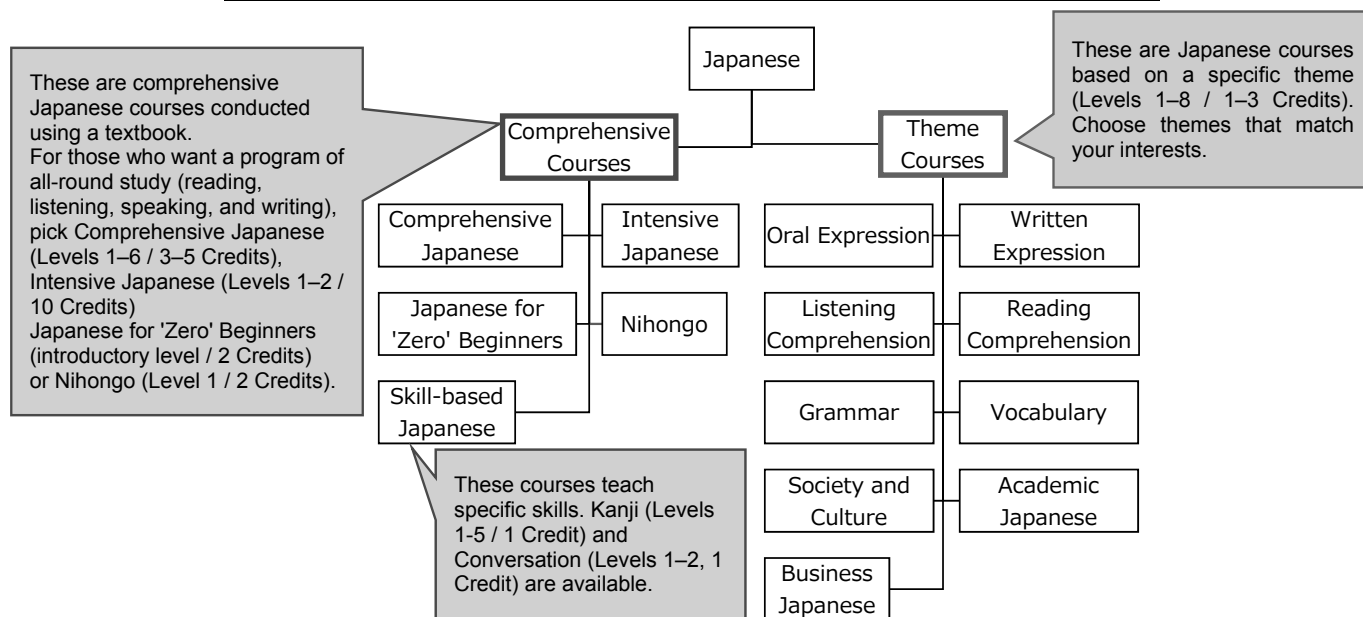 Japanese
These are comprehensive
Japanese courses conducted
using a textbook.
For those who want a program of
all-round study (reading,
listening, speaking, and writing),
pick Comprehensive Japanese
(Levels 1–6 / 3–5 Credits),
Intensive Japanese (Levels 1–2 /
10 Credits)
Japanese for 'Zero' Beginners
(introductory level / 2 Credits)
or Nihongo (Level 1 / 2 Credits).
Comprehensive
Courses
Theme
Courses
These are Japanese courses
based on a specific theme
(Levels 1–8 / 1–3 Credits).
Choose themes that match
your interests.
Comprehensive
Japanese
Intensive
Japanese
Japanese for
'Zero' Beginners
Nihongo
Skill-based
Japanese
These courses teach
specific skills. Kanji (Levels
1-5 / 1 Credit) and
Conversation (Levels 1–2, 1
Credit) are available.
Oral Expression
Written
Expression
Listening
Comprehension
Reading
Comprehension
Grammar
Vocabulary
Society and
Culture
Academic
Japanese
Business
Japanese